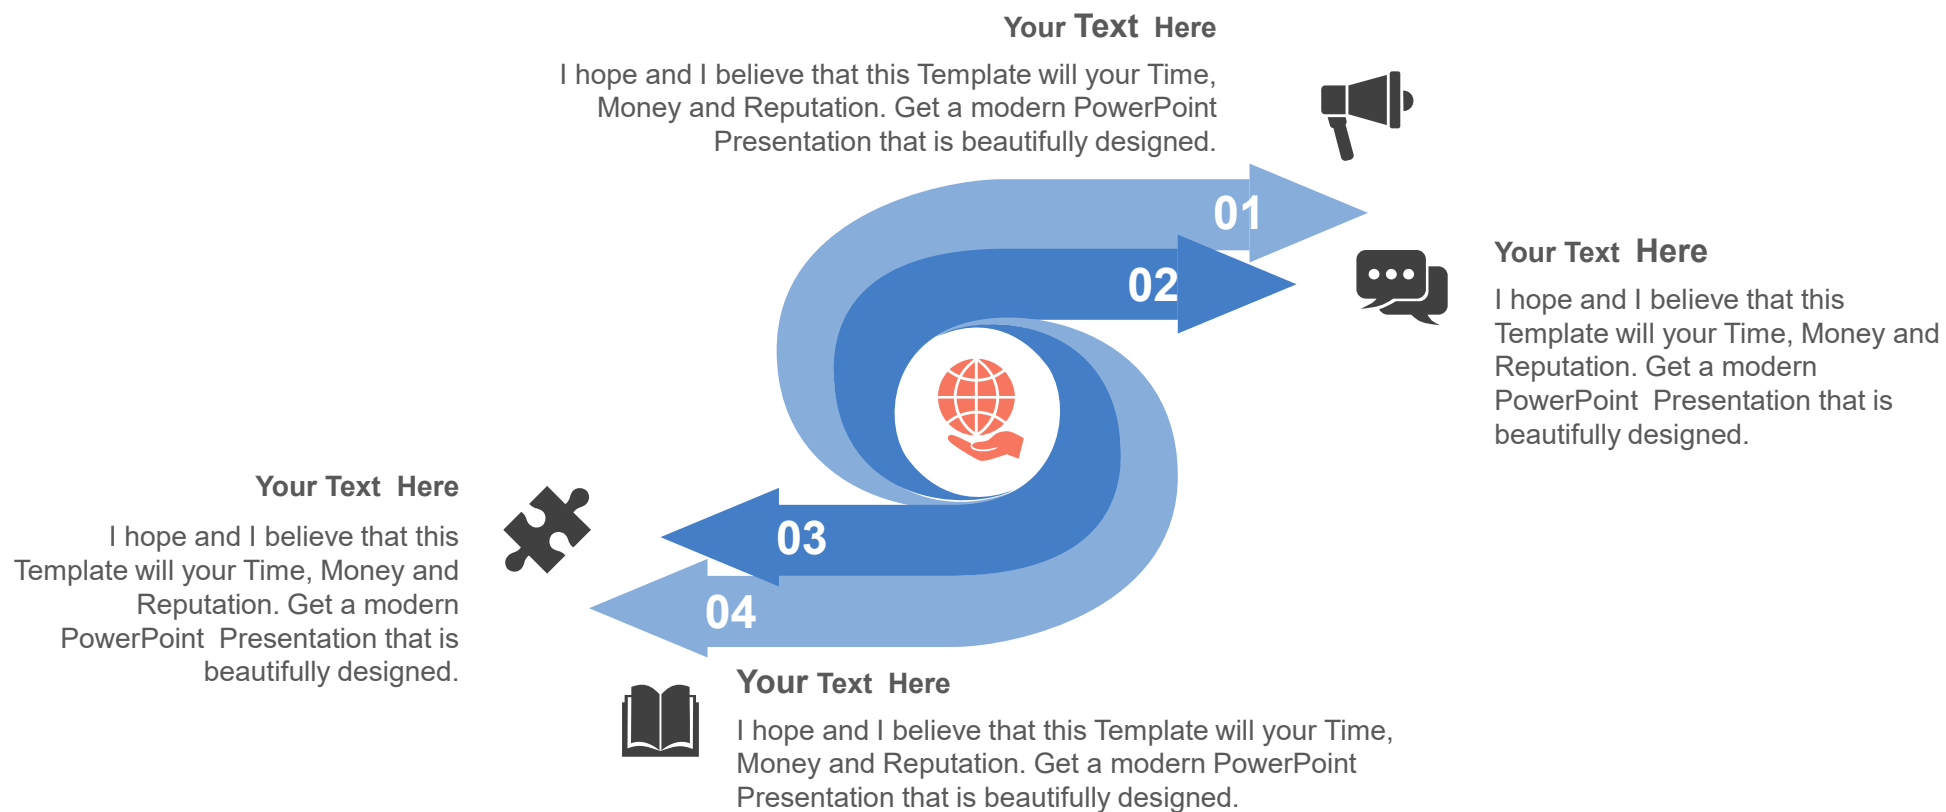 Your Text Here
I hope and I believe that this Template will your Time,
Money and Reputation. Get a modern PowerPoint
Presentation that is beautifully designed.
01
02
Your Text Here
I hope and I believe that this
Template will your Time, Money and
Reputation. Get a modern
PowerPoint Presentation that is
beautifully designed.
Your Text Here
I hope and I believe that this
Template will your Time, Money and
Reputation. Get a modern
PowerPoint Presentation that is
beautifully designed.
03
04
Your Text Here
I hope and I believe that this Template will your Time,
Money and Reputation. Get a modern PowerPoint
Presentation that is beautifully designed.